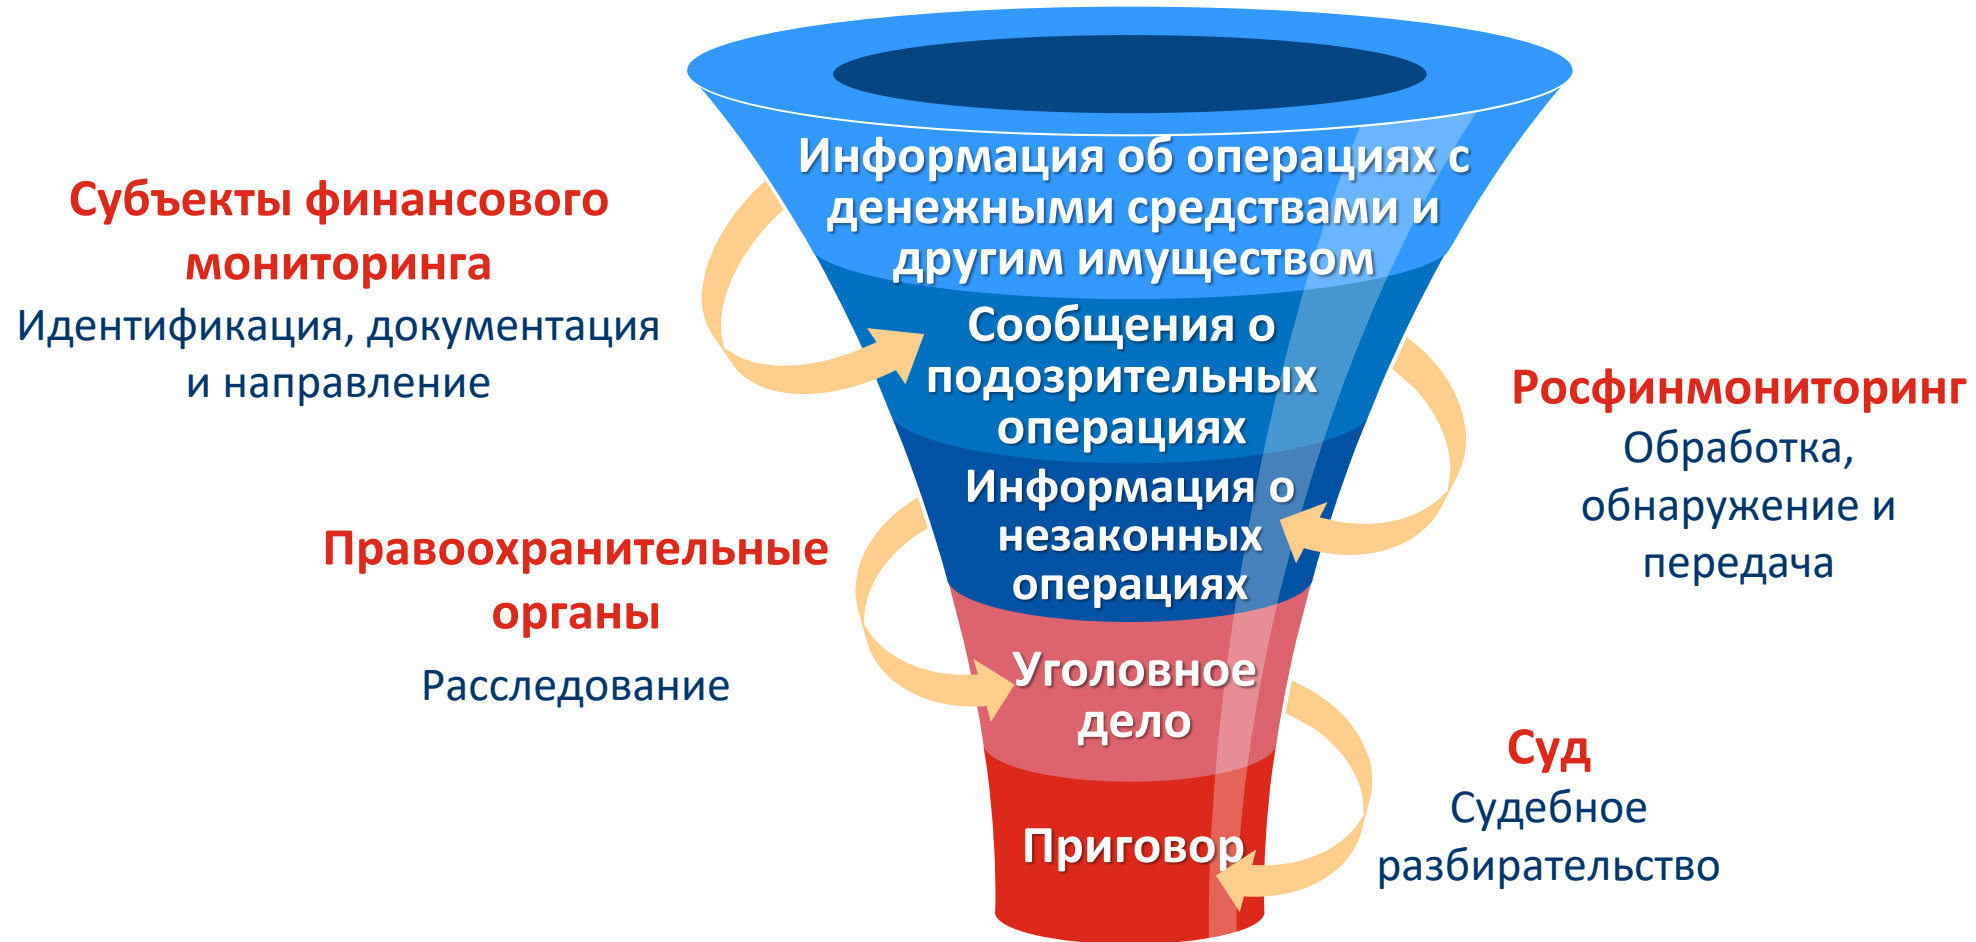 Информация об операциях с
денежными средствами и
другим имуществом
Субъекты финансового
мониторинга
Идентификация, документация
и направление
Сообщения о
подозрительных
операциях
Росфинмониторинг
Обработка,
обнаружение и
передача
Информация о
незаконных
операциях
Правоохранительные
органы
Расследование
Уголовное
дело
Суд
Судебное
разбирательство
Приговор